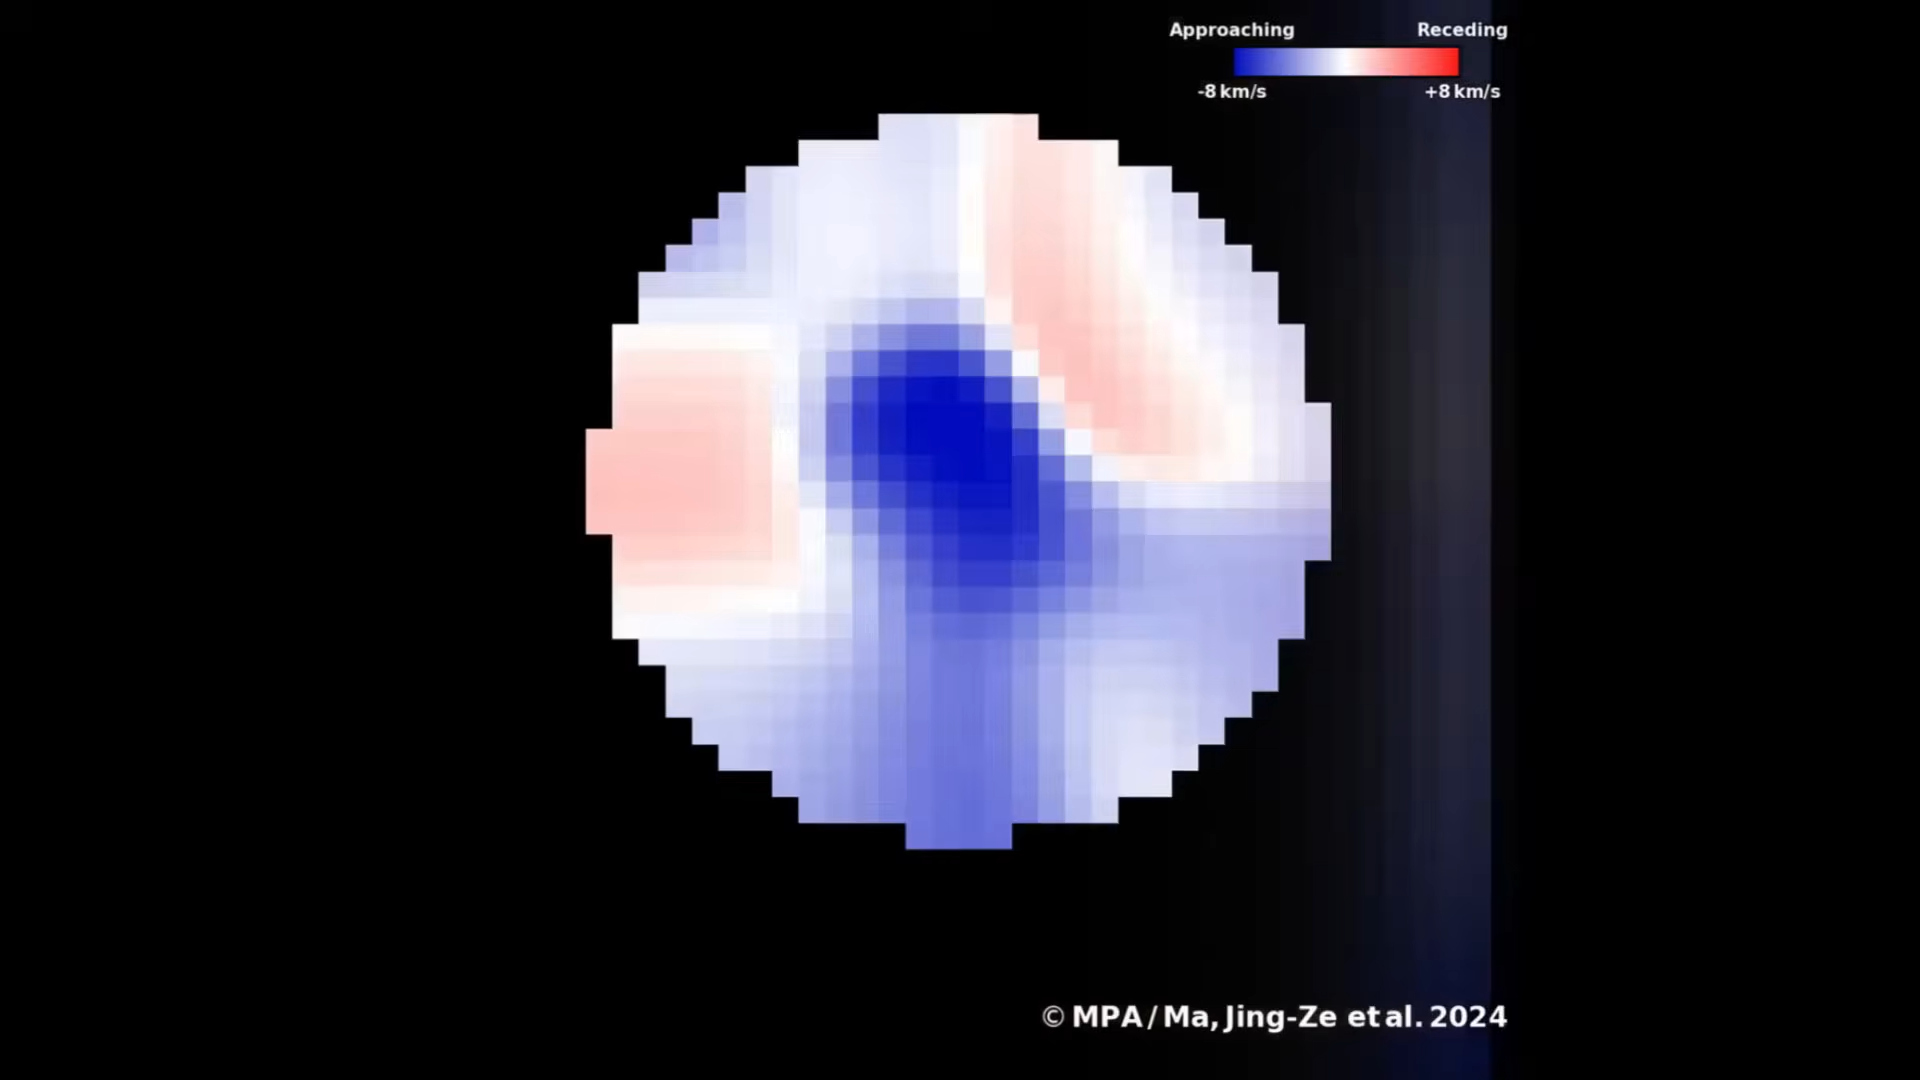 Approaching Receding
-8 km/s +8 km/s
© MPA / Ma, Jing-Ze et al. 2024